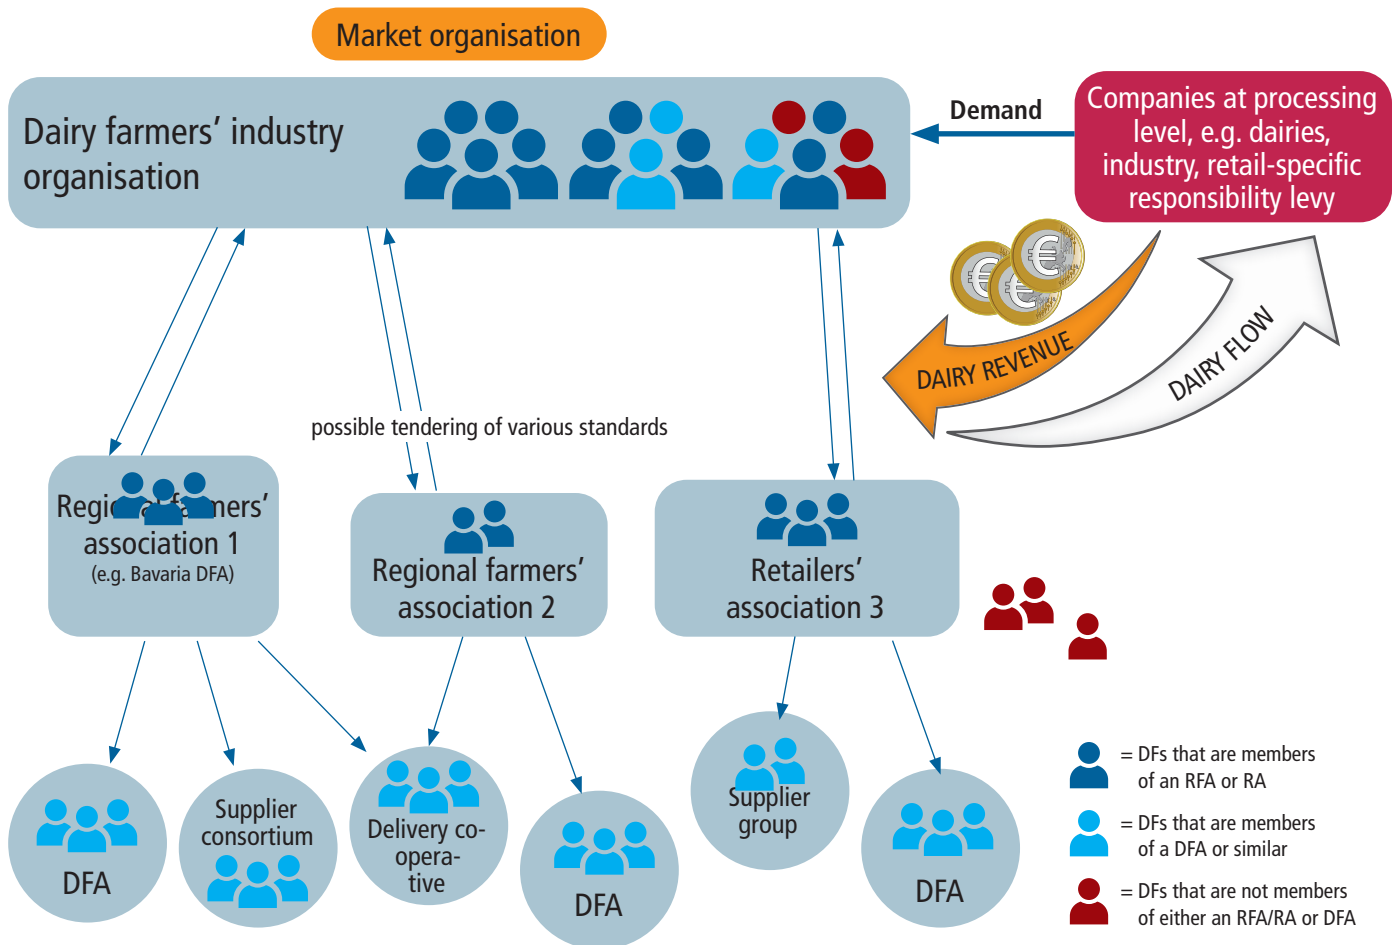 Market organisation
Dairy farmers' industry
organisation
Demand
Companies at processing
level, e.g. dairies,
industry, retail-specific
responsibility levy
€
€
€
DAIRY REVENUE
DAIRY FLOW
possible tendering of various standards
Regional farmers'
association 1
(e.g. Bavaria DFA)
Regional farmers'
association 2
Retailers'
association 3
DFA
Supplier
consortium
Delivery co-
opera-
tive
DFA
Supplier
group
DFA
= DFs that are members
of an RFA or RA
= DFs that are members
of a DFA or similar
= DFs that are not members
of either an RFA/RA or DFA